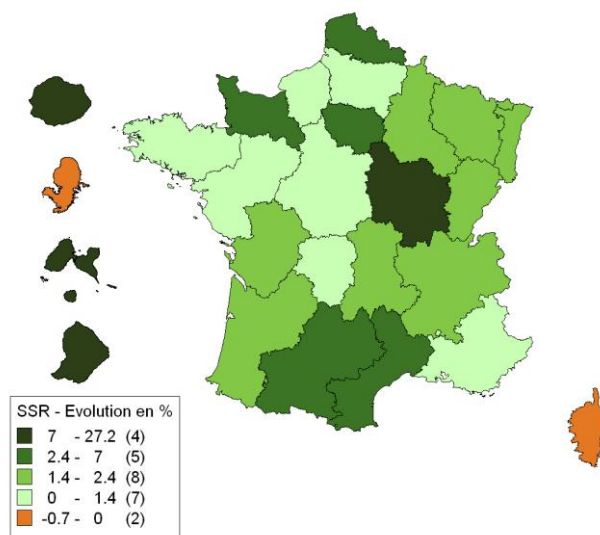 SSR - Evolution en %
7 - 27.2 (4)
2.4 - 7 (5)
1.4 - 2.4 (8)
0 - 1.4 (7)
-0.7 - 0 (2)